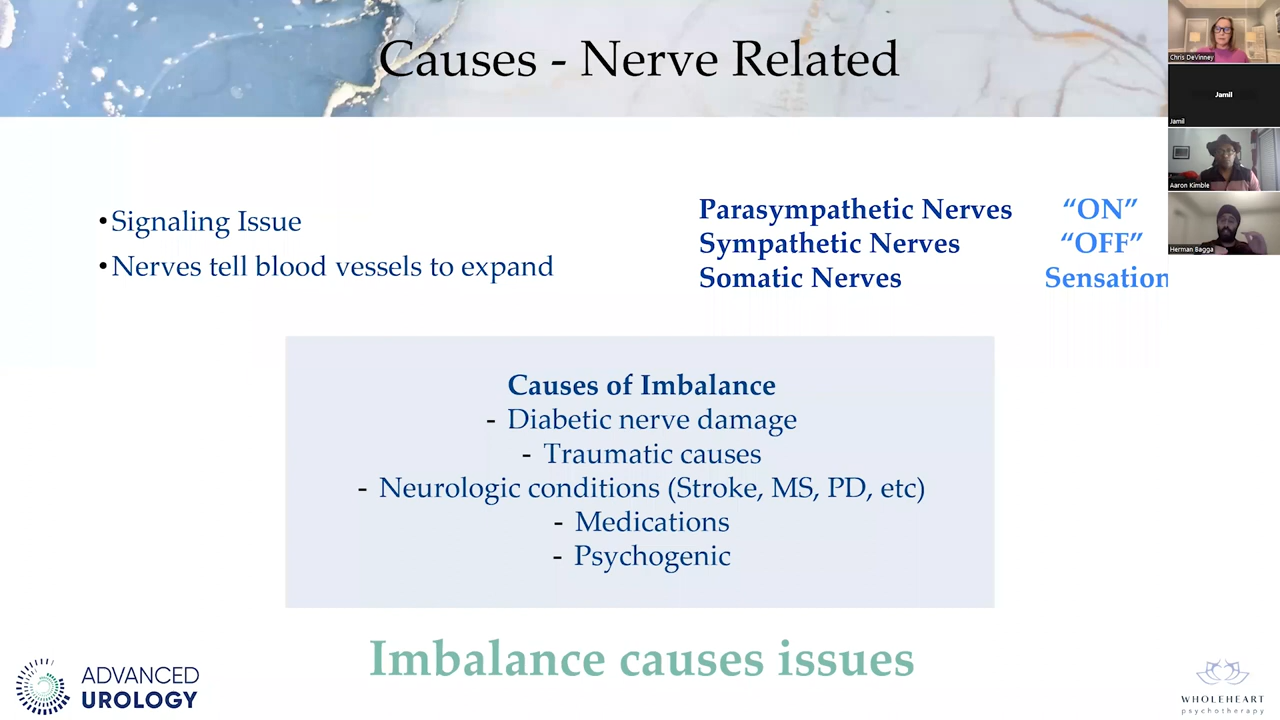 Causes - Nerve Related
• Signaling Issue
• Nerves tell blood vessels to expand
Parasympathetic Nerves “ON”
Sympathetic Nerves “OFF”
Somatic Nerves Sensation
Causes of Imbalance
- Diabetic nerve damage
- Traumatic causes
- Neurologic conditions (Stroke, MS, PD, etc)
- Medications
- Psychogenic
Imbalance causes issues
ADVANCED
UROLOGY
WHOLEHEART
psychotherapy
Chris DeVinney
Jamil
Jamil
Aaron Kimble
Herman Bagga